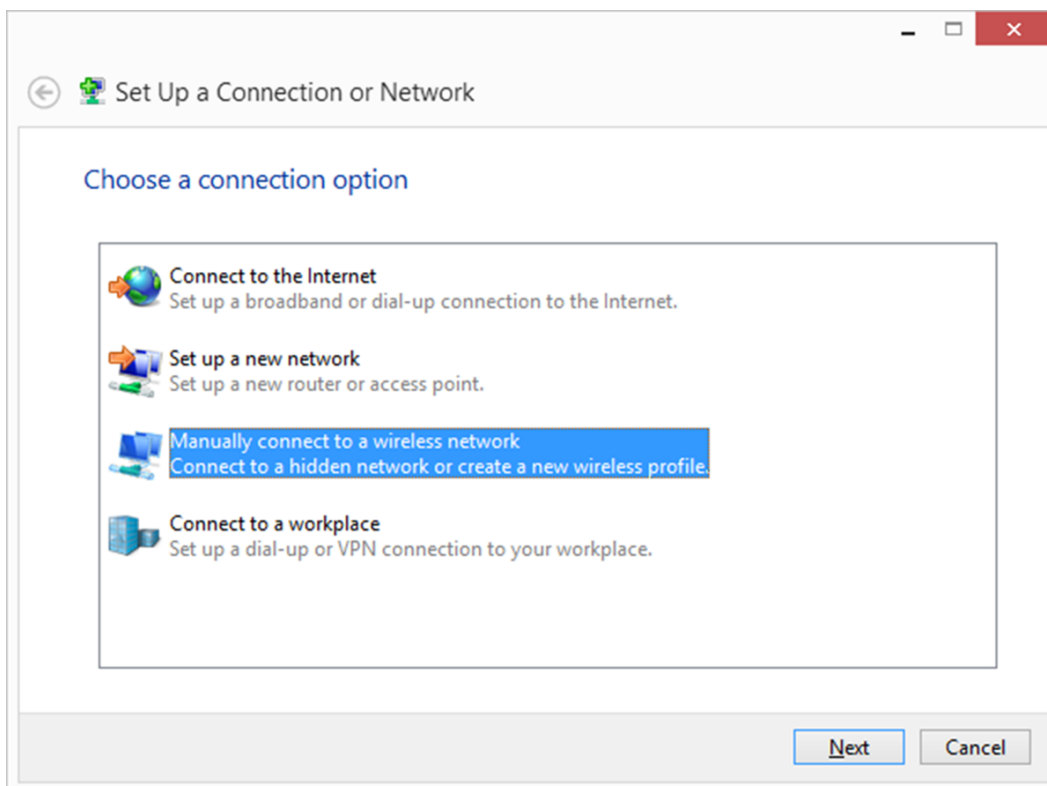 Set Up a Connection or Network
Choose a connection option
Connect to the Internet
Set up a broadband or dial-up connection to the Internet.
Set up a new network
Set up a new router or access point.
Manually connect to a wireless network
Connect to a hidden network or create a new wireless profile.
Connect to a workplace
Set up a dial-up or VPN connection to your workplace.
Next
Cancel